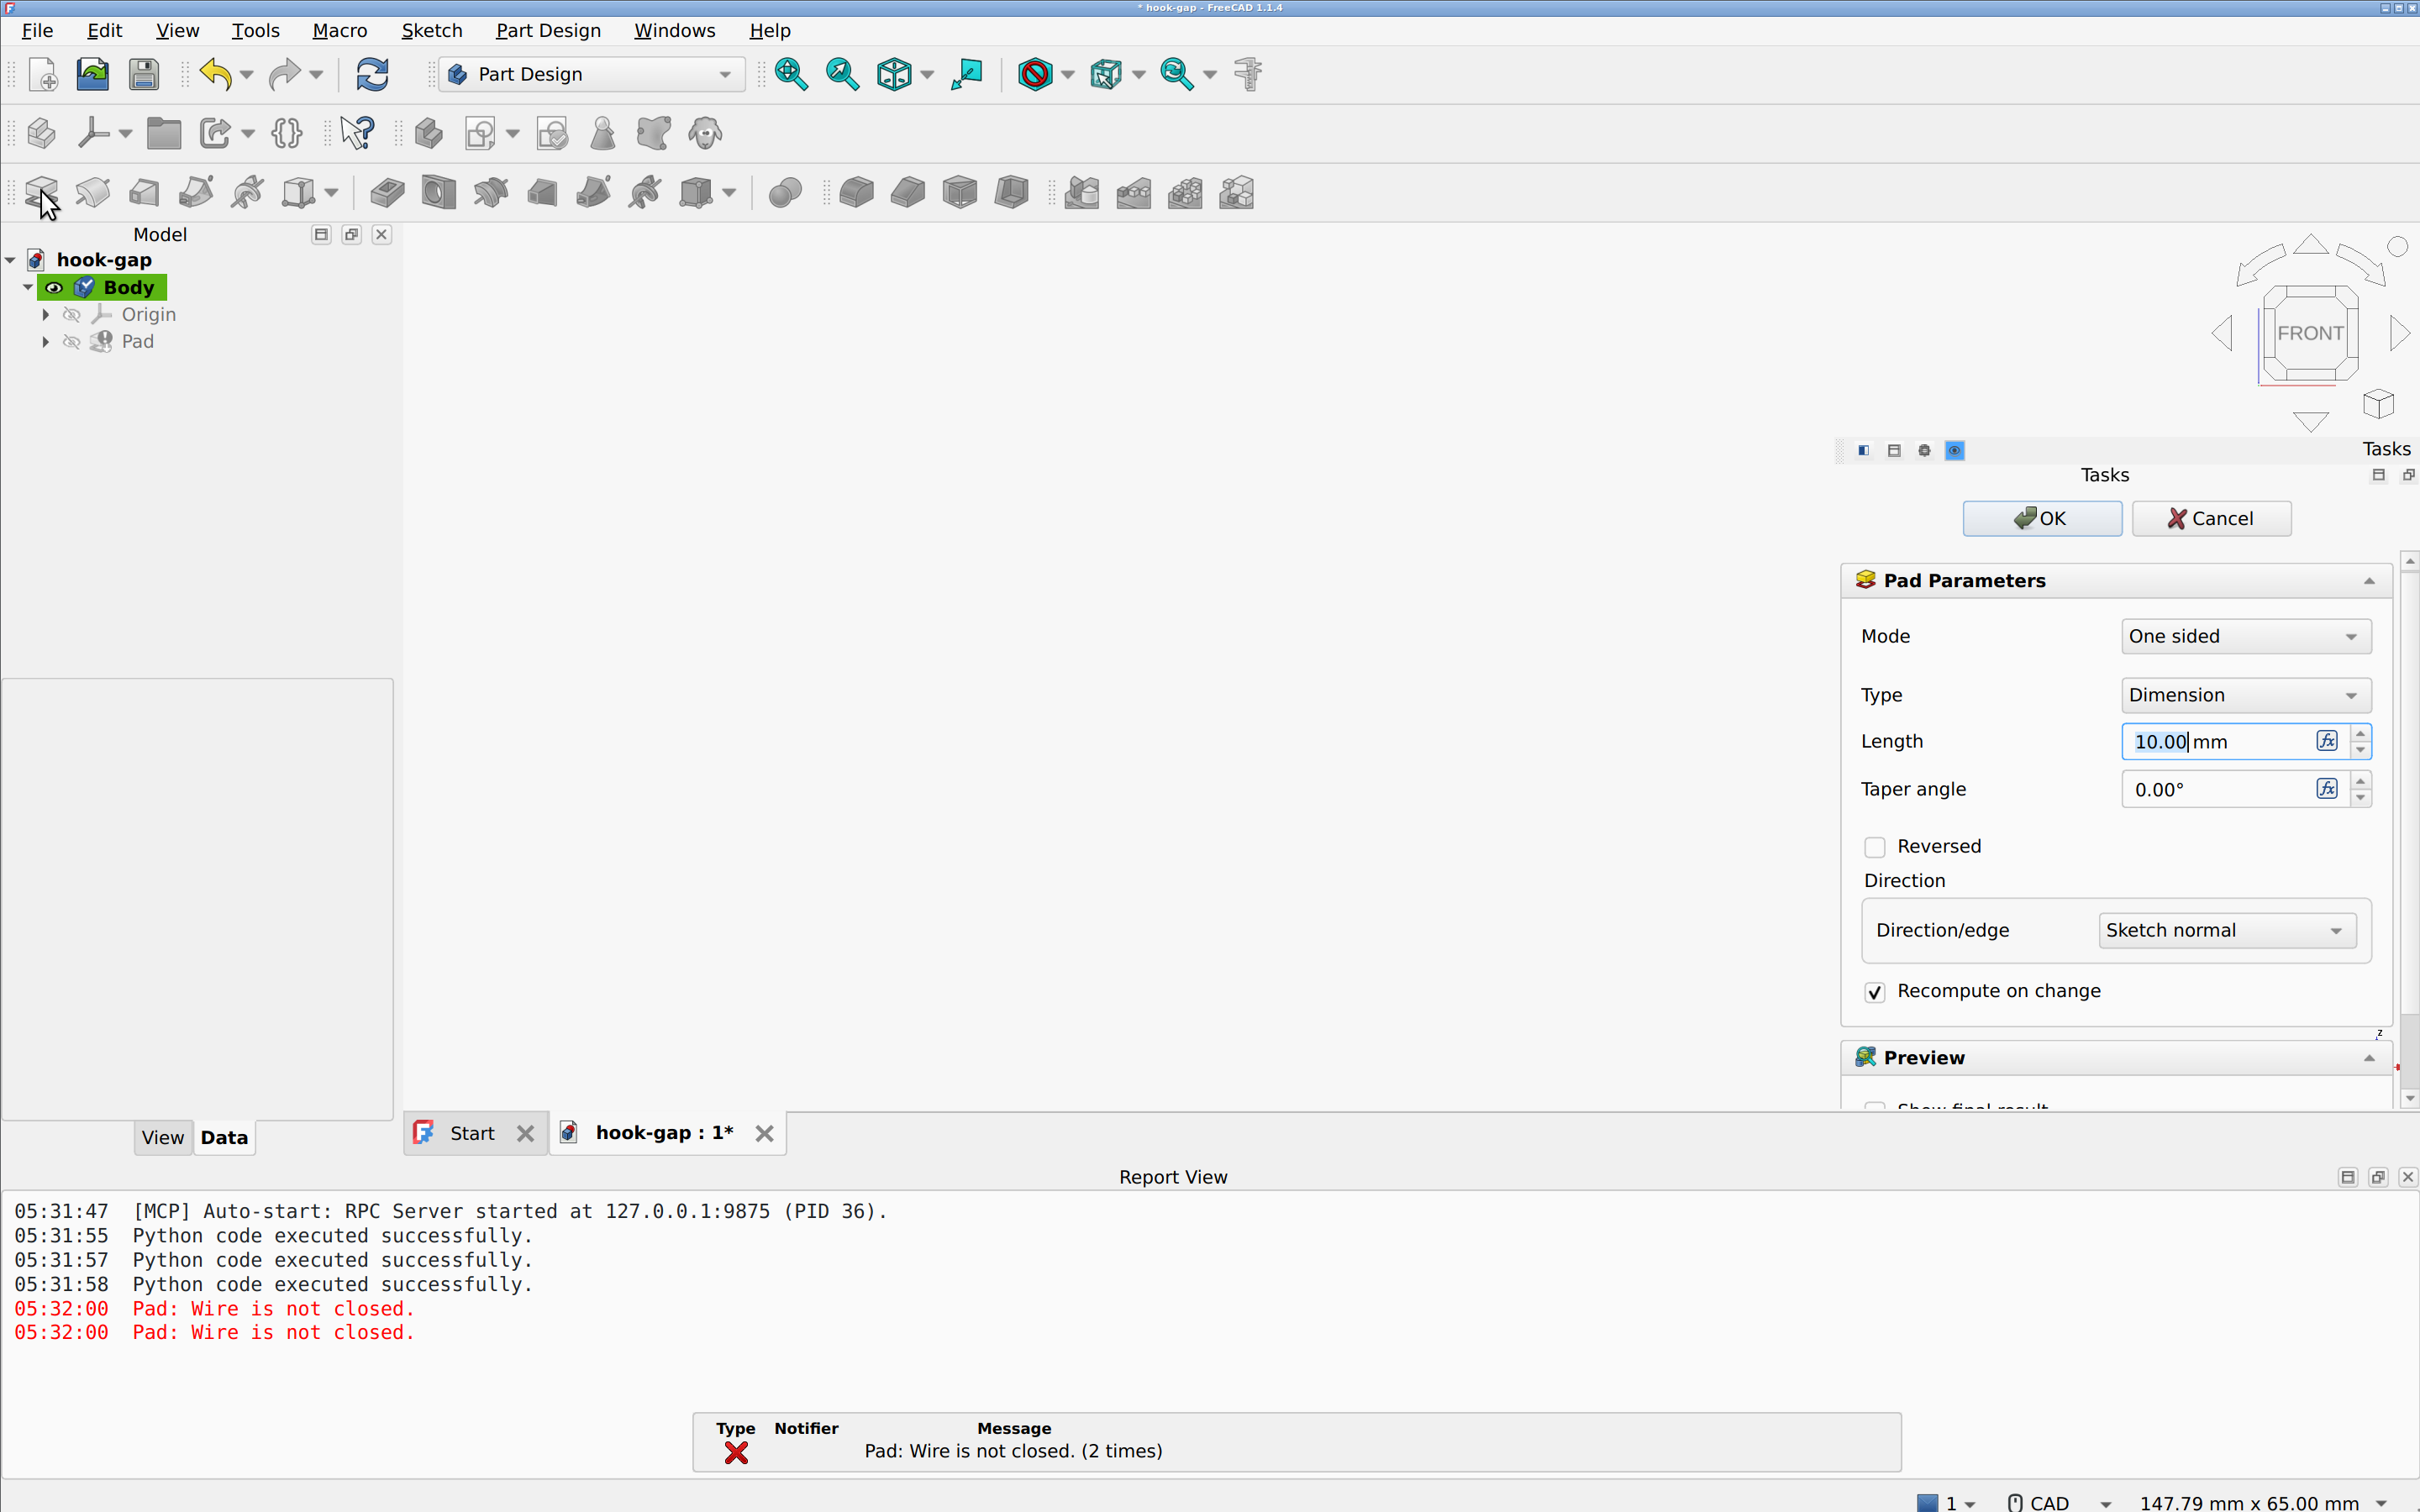 * hook-gap - FreeCAD 1.1.4
File Edit View Tools Macro Sketch Part Design Windows Help
Part Design
Model
hook-gap
Body
Origin
Pad
FRONT
Tasks
Tasks
OK Cancel
Pad Parameters
Mode One sided
Type Dimension
Length 10.00 mm
Taper angle 0.00°
Reversed
Direction
Direction/edge Sketch normal
Recompute on change
z
Preview
Show final result
View Data
Start hook-gap : 1*
Report View
05:31:47 [MCP] Auto-start: RPC Server started at 127.0.0.1:9875 (PID 36).
05:31:55 Python code executed successfully.
05:31:57 Python code executed successfully.
05:31:58 Python code executed successfully.
05:32:00 Pad: Wire is not closed.
05:32:00 Pad: Wire is not closed.
Type Notifier Message
Pad: Wire is not closed. (2 times)
1 CAD 147.79 mm x 65.00 mm